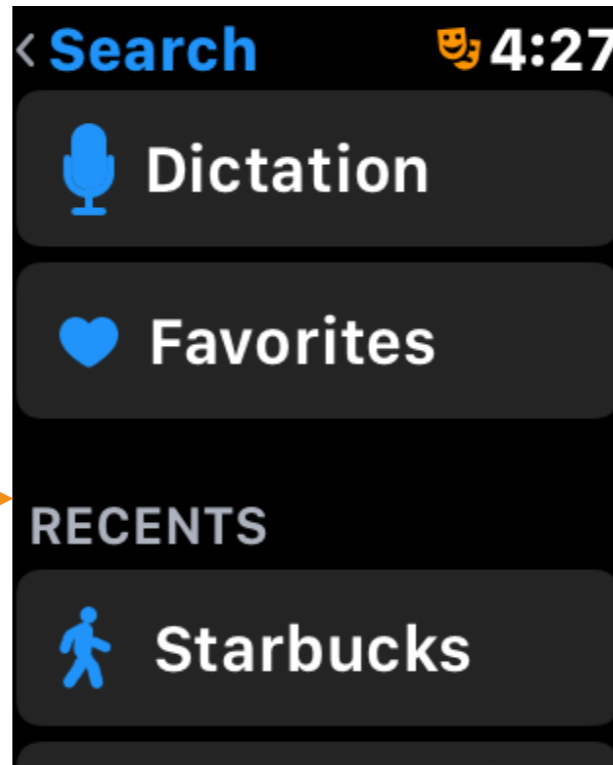 Search 4:27
Dictation
Favorites
RECENTS
Starbucks